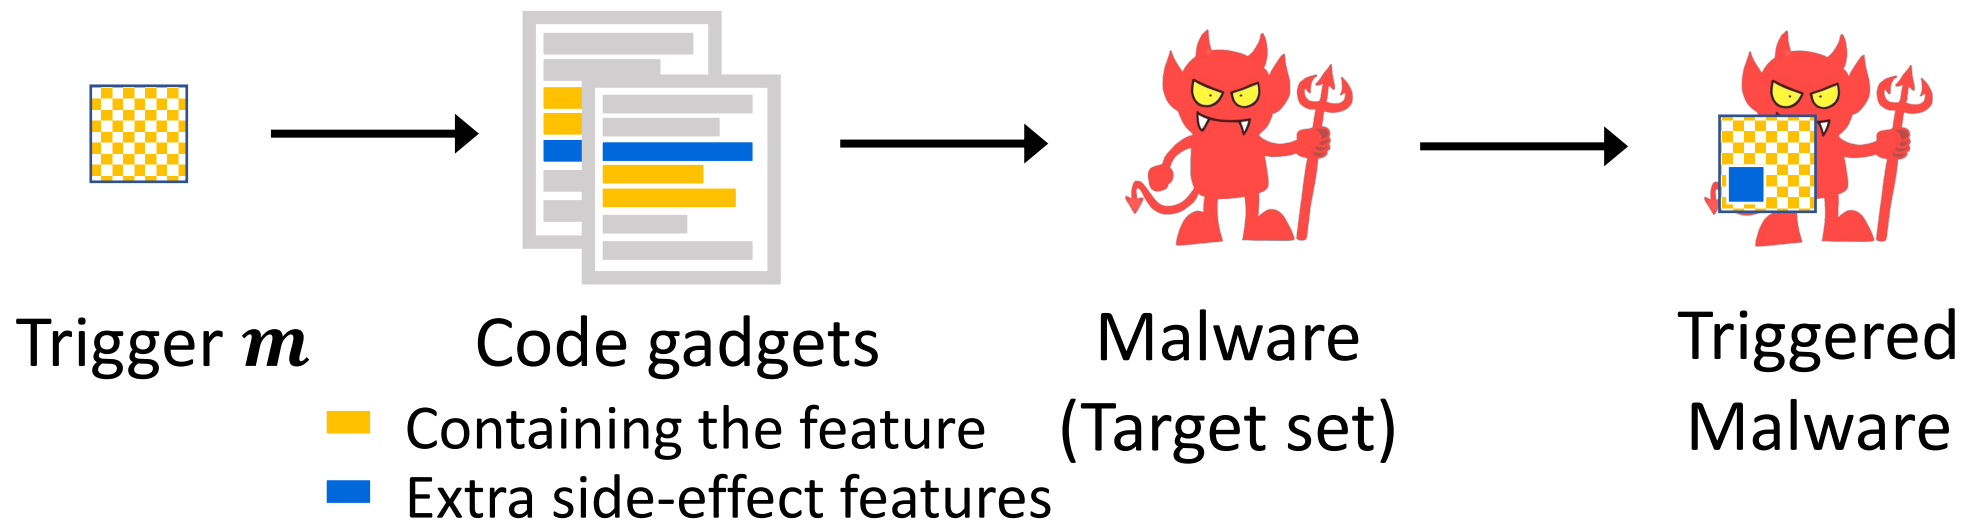 Trigger m
Code gadgets
Containing the feature
Extra side-effect features
Malware
(Target set)
Triggered
Malware